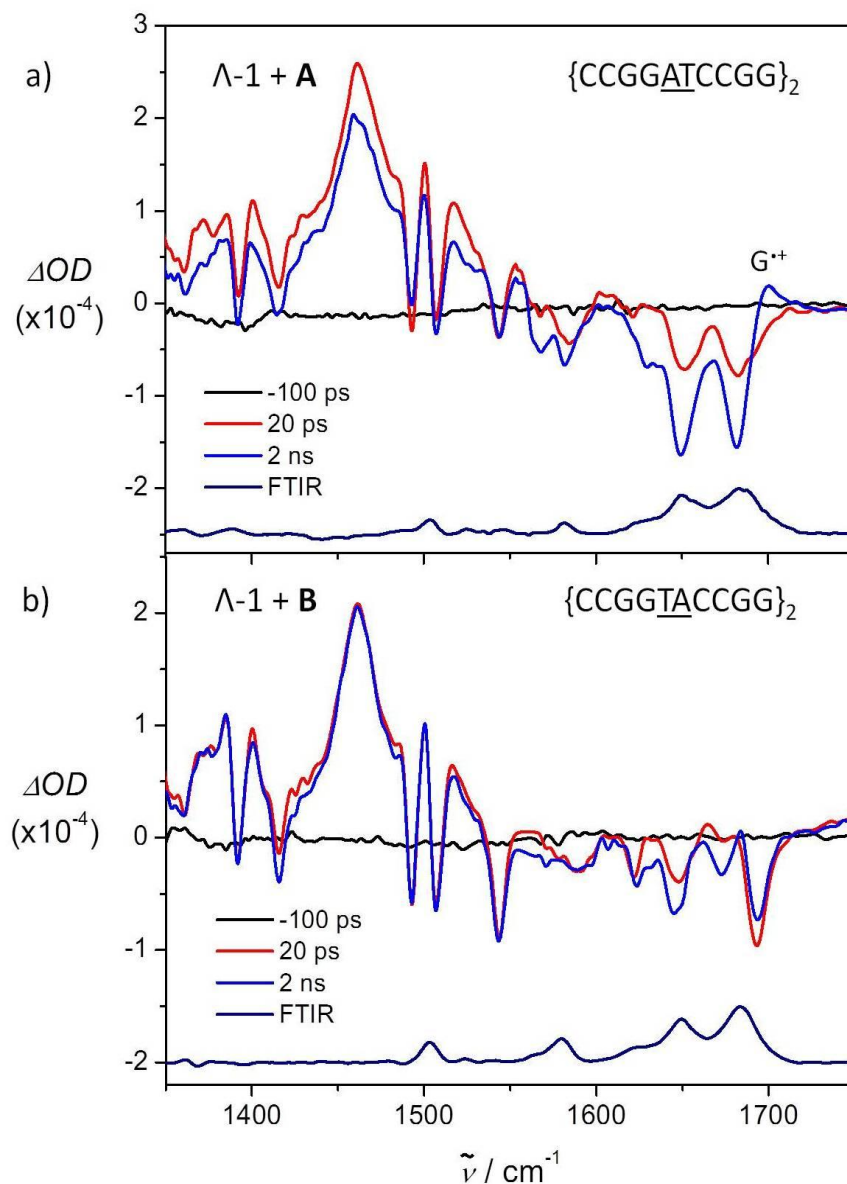 a) Λ-1 + A {CCGGATCCGG}₂
3
2
1
0
-1
-2
ΔOD
(x10⁻⁴)
G•+
-100 ps
20 ps
2 ns
FTIR
b) Λ-1 + B {CCGGTACCGG}₂
2
1
0
-1
-2
ΔOD
(x10⁻⁴)
-100 ps
20 ps
2 ns
FTIR
1400 1500 1600 1700
ν̃ / cm⁻¹